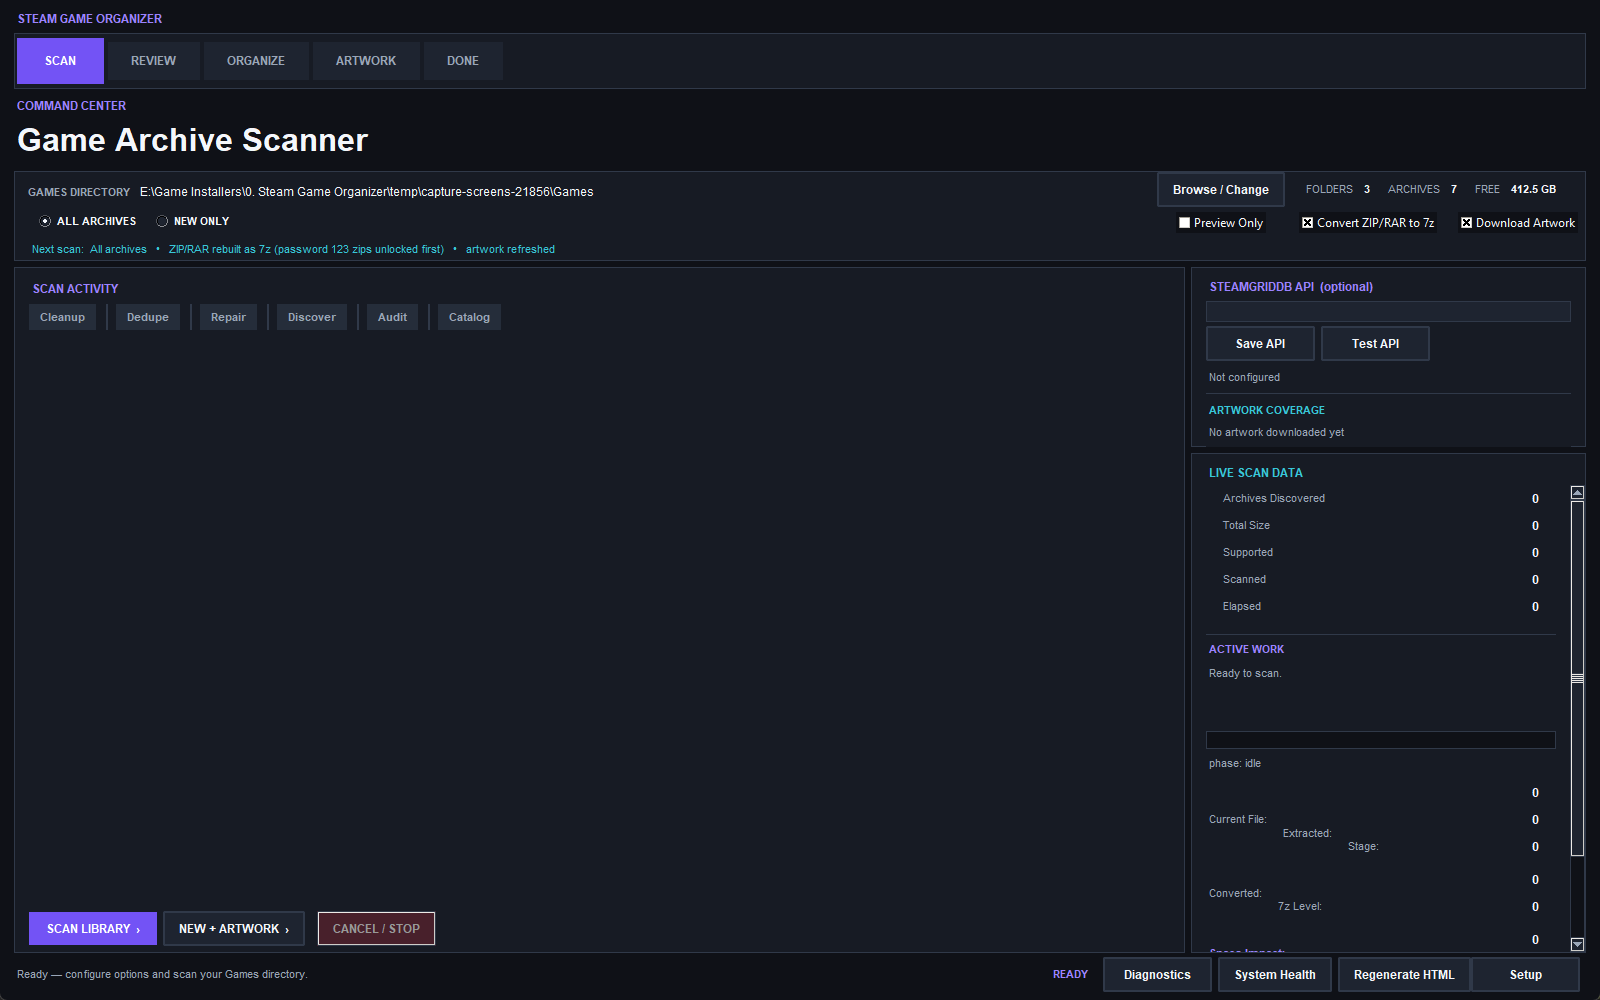 STEAM GAME ORGANIZER
SCAN REVIEW ORGANIZE ARTWORK DONE
COMMAND CENTER
Game Archive Scanner
GAMES DIRECTORY E:\Game Installers\0. Steam Game Organizer\temp\capture-screens-21856\Games
Browse / Change FOLDERS 3 ARCHIVES 7 FREE 412.5 GB
ALL ARCHIVES NEW ONLY
Preview Only Convert ZIP/RAR to 7z Download Artwork
Next scan: All archives • ZIP/RAR rebuilt as 7z (password 123 zips unlocked first) • artwork refreshed
SCAN ACTIVITY
Cleanup Dedupe Repair Discover Audit Catalog
SCAN LIBRARY › NEW + ARTWORK › CANCEL / STOP
STEAMGRIDDB API (optional)
Save API Test API
Not configured
ARTWORK COVERAGE
No artwork downloaded yet
LIVE SCAN DATA
Archives Discovered 0
Total Size 0
Supported 0
Scanned 0
Elapsed 0
ACTIVE WORK
Ready to scan.
phase: idle
0
Current File: 0
Extracted:
Stage: 0
0
Converted:
7z Level: 0
0
Space Impact:
Ready — configure options and scan your Games directory.
READY Diagnostics System Health Regenerate HTML Setup